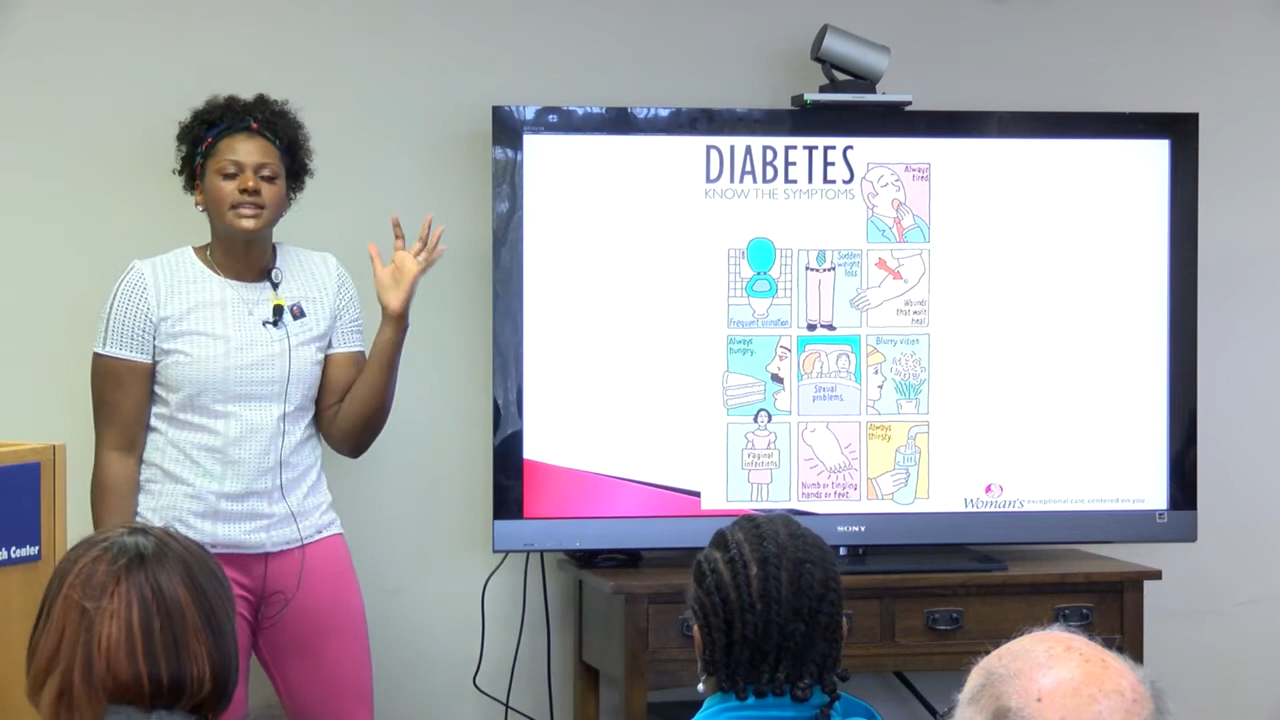 DIABETES
KNOW THE SYMPTOMS
Always
tired.
Frequent urination
Sudden
weight
loss.
Wounds
that won't
heal.
Always
hungry.
Sexual
problems.
Blurry vision
Vaginal
infections
Numb or tingling
hands or feet.
Always
thirsty.
Woman's exceptional care, centered on you
SONY
Center